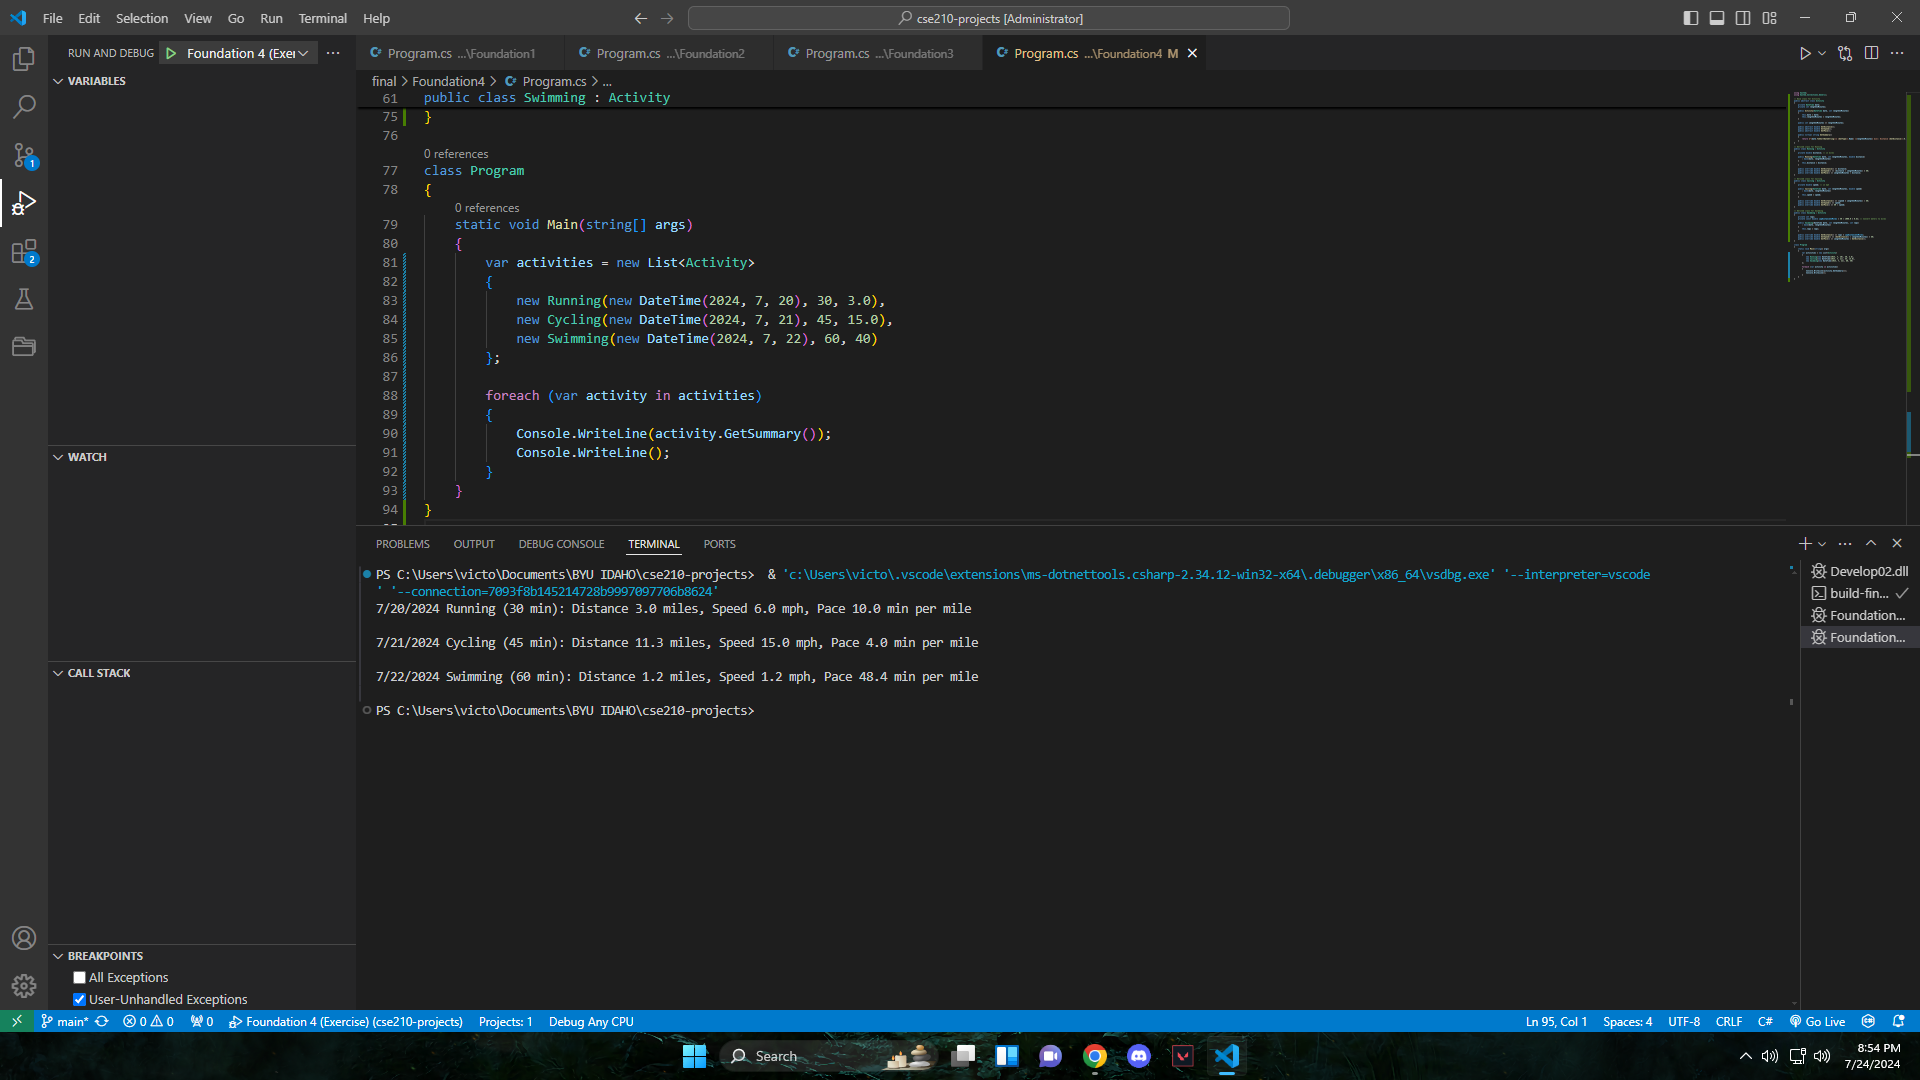 File Edit Selection View Go Run Terminal Help
cse210-projects [Administrator]
RUN AND DEBUG Foundation 4 (Exer
Program.cs ...\Foundation1 Program.cs ...\Foundation2 Program.cs ...\Foundation3 Program.cs ...\Foundation4 M
VARIABLES
final > Foundation4 > Program.cs > ...
61 public class Swimming : Activity
75 }
76
0 references
77 class Program
78 {
0 references
79 static void Main(string[] args)
80 {
81 var activities = new List<Activity>
82 {
83 new Running(new DateTime(2024, 7, 20), 30, 3.0),
84 new Cycling(new DateTime(2024, 7, 21), 45, 15.0),
85 new Swimming(new DateTime(2024, 7, 22), 60, 40)
86 };
87
88 foreach (var activity in activities)
89 {
90 Console.WriteLine(activity.GetSummary());
91 Console.WriteLine();
92 }
93 }
94 }
1
2
WATCH
CALL STACK
BREAKPOINTS
All Exceptions
User-Unhandled Exceptions
PROBLEMS OUTPUT DEBUG CONSOLE TERMINAL PORTS
PS C:\Users\victo\Documents\BYU IDAHO\cse210-projects> & 'c:\Users\victo\.vscode\extensions\ms-dotnettools.csharp-2.34.12-win32-x64\.debugger\x86_64\vsdbg.exe' '--interpreter=vscode
' '--connection=7093f8b145214728b9997097706b8624'
7/20/2024 Running (30 min): Distance 3.0 miles, Speed 6.0 mph, Pace 10.0 min per mile
7/21/2024 Cycling (45 min): Distance 11.3 miles, Speed 15.0 mph, Pace 4.0 min per mile
7/22/2024 Swimming (60 min): Distance 1.2 miles, Speed 1.2 mph, Pace 48.4 min per mile
PS C:\Users\victo\Documents\BYU IDAHO\cse210-projects>
Develop02.dll
build-fin...
Foundation...
Foundation...
main* 0 0 0 Foundation 4 (Exercise) (cse210-projects) Projects: 1 Debug Any CPU
Ln 95, Col 1 Spaces: 4 UTF-8 CRLF C# Go Live
Search
8:54 PM
7/24/2024